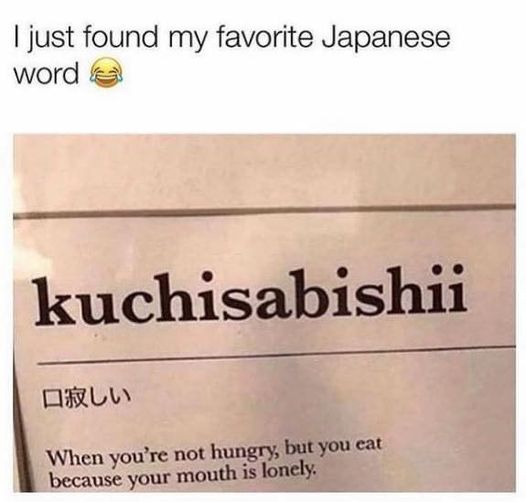 I just found my favorite Japanese
word 😂
kuchisabishii
口寂しい
When you're not hungry, but you eat
because your mouth is lonely.